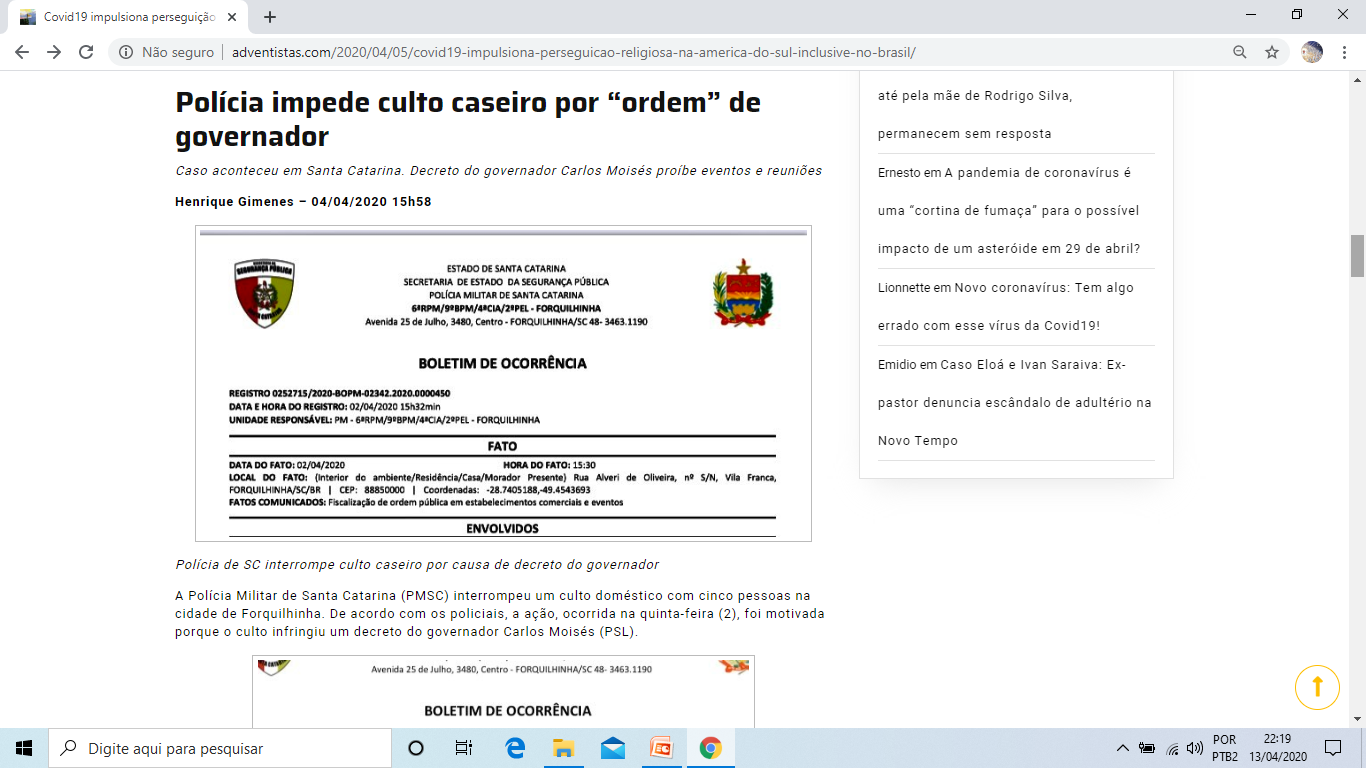 Covid19 impulsiona perseguição
Não seguro
adventistas.com/2020/04/05/covid19-impulsiona-perseguicao-religiosa-na-america-do-sul-inclusive-no-brasil/
Polícia impede culto caseiro por “ordem” de
governador
Caso aconteceu em Santa Catarina. Decreto do governador Carlos Moisés proíbe eventos e reuniões
Henrique Gimenes – 04/04/2020 15h58
SEGURANÇA PÚBLICA
ESTADO DE SANTA CATARINA
SECRETARIA DE ESTADO DA SEGURANÇA PÚBLICA
POLÍCIA MILITAR DE SANTA CATARINA
6ªRPM/9ºBPM/4ªCIA/2ºPEL - FORQUILHINHA
Avenida 25 de Julho, 3480, Centro - FORQUILHINHA/SC 48- 3463.1190
BOLETIM DE OCORRÊNCIA
REGISTRO 0252715/2020-BOPM-02342.2020.0000450
DATA E HORA DO REGISTRO: 02/04/2020 15h32min
UNIDADE RESPONSÁVEL: PM - 6ªRPM/9ºBPM/4ªCIA/2ºPEL - FORQUILHINHA
FATO
DATA DO FATO: 02/04/2020 HORA DO FATO: 15:30
LOCAL DO FATO: (Interior do ambiente/Residência/Casa/Morador Presente) Rua Alveri de Oliveira, nº S/N, Vila Franca,
FORQUILHINHA/SC/BR | CEP: 88850000 | Coordenadas: -28.7405188,-49.4543693
FATOS COMUNICADOS: Fiscalização de ordem pública em estabelecimentos comerciais e eventos
ENVOLVIDOS
Polícia de SC interrompe culto caseiro por causa de decreto do governador
A Polícia Militar de Santa Catarina (PMSC) interrompeu um culto doméstico com cinco pessoas na
cidade de Forquilhinha. De acordo com os policiais, a ação, ocorrida na quinta-feira (2), foi motivada
porque o culto infringiu um decreto do governador Carlos Moisés (PSL).
Avenida 25 de Julho, 3480, Centro - FORQUILHINHA/SC 48- 3463.1190
BOLETIM DE OCORRÊNCIA
até pela mãe de Rodrigo Silva,
permanecem sem resposta
Ernesto em A pandemia de coronavírus é
uma “cortina de fumaça” para o possível
impacto de um asteróide em 29 de abril?
Lionnette em Novo coronavírus: Tem algo
errado com esse vírus da Covid19!
Emidio em Caso Eloá e Ivan Saraiva: Ex-
pastor denuncia escândalo de adultério na
Novo Tempo
Digite aqui para pesquisar
POR
PTB2
22:19
13/04/2020